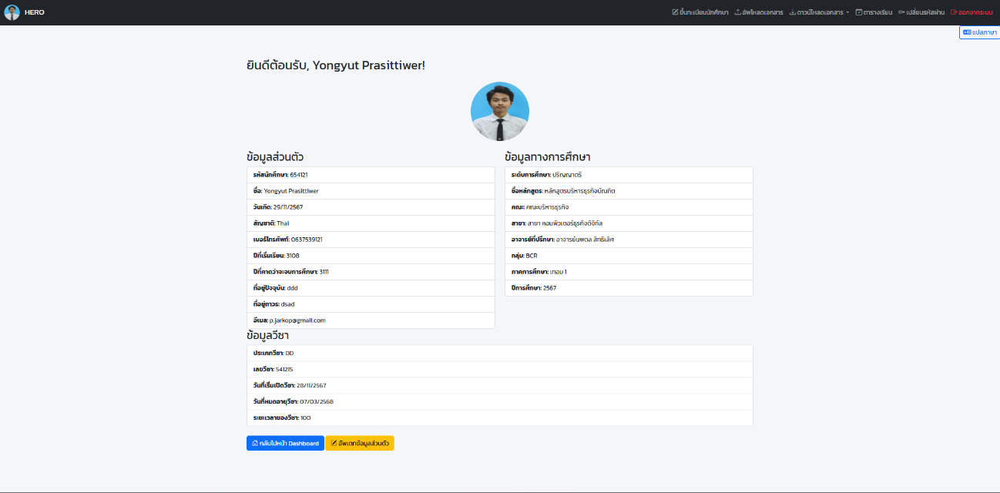 HERO
ยื่นทะเบียนนักศึกษา อัพโหลดเอกสาร ดาวน์โหลดเอกสาร ตารางเรียน เปลี่ยนรหัสผ่าน ออกจากระบบ
แปลภาษา
ยินดีต้อนรับ, Yongyut Prasittiwer!
ข้อมูลส่วนตัว
รหัสนักศึกษา: 654121
ชื่อ: Yongyut Prasittiwer
วันเกิด: 29/11/2567
สัญชาติ: Thai
เบอร์โทรศัพท์: 0637539121
ปีที่เริ่มเรียน: 3108
ปีที่คาดว่าจะจบการศึกษา: 3111
ที่อยู่ปัจจุบัน: ddd
ที่อยู่ถาวร: dsad
อีเมล: p.jarkop@gmail.com
ข้อมูลทางการศึกษา
ระดับการศึกษา: ปริญญาตรี
ชื่อหลักสูตร: หลักสูตรบริหารธุรกิจบัณฑิต
คณะ: คณะบริหารธุรกิจ
สาขา: สาขา คอมพิวเตอร์ธุรกิจดิจิทัล
อาจารย์ที่ปรึกษา: อาจารย์นพดล สิทธิเลิศ
กลุ่ม: BCR
ภาคการศึกษา: เทอม 1
ปีการศึกษา: 2567
ข้อมูลวีซา
ประเภทวีซา: DD
เลขวีซา: 541215
วันที่เริ่มเปิดวีซา: 28/11/2567
วันที่หมดอายุวีซา: 07/03/2568
ระยะเวลาของวีซา: 100
กลับไปหน้า Dashboard อัพเดทข้อมูลส่วนตัว